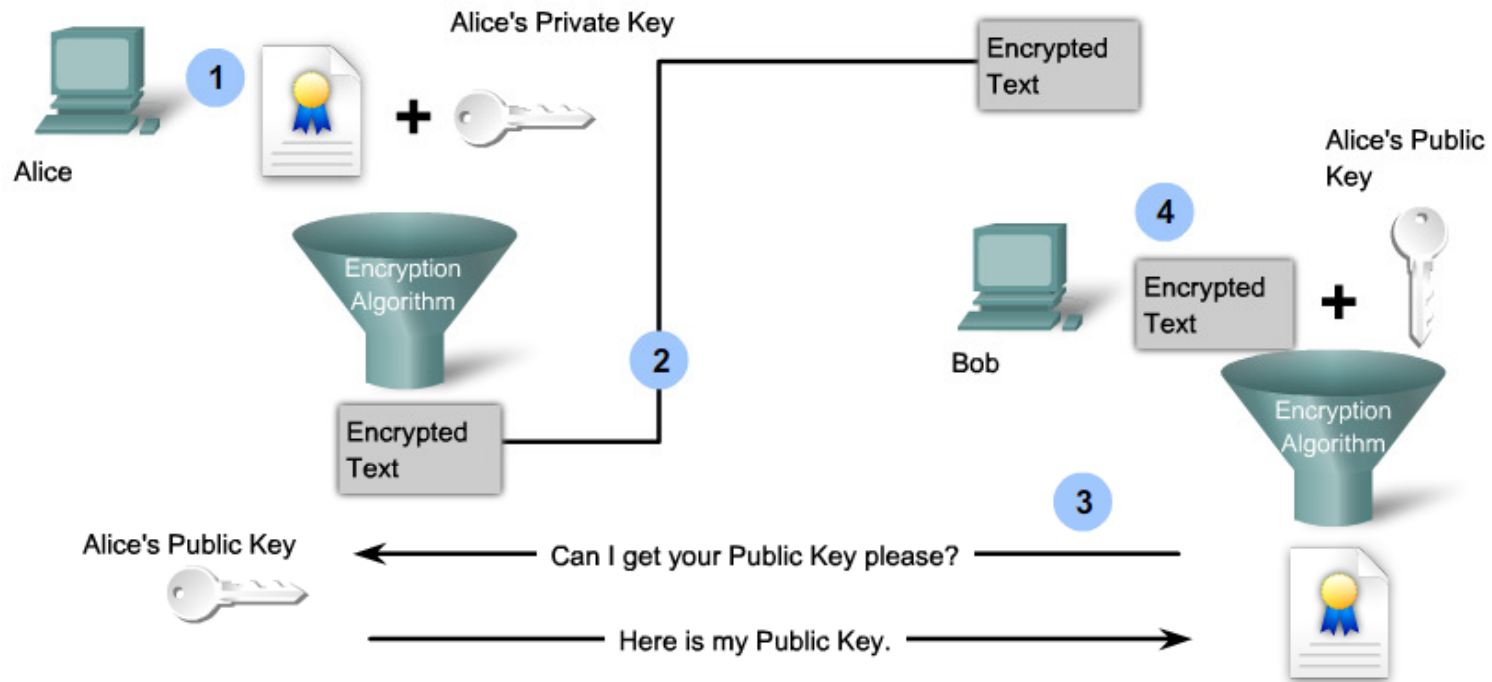 Alice's Private Key
1
Alice
Encryption
Algorithm
Encrypted
Text
2
Encrypted
Text
Alice's Public
Key
4
Bob
Encrypted
Text
Encryption
Algorithm
3
Alice's Public Key
Can I get your Public Key please?
Here is my Public Key.